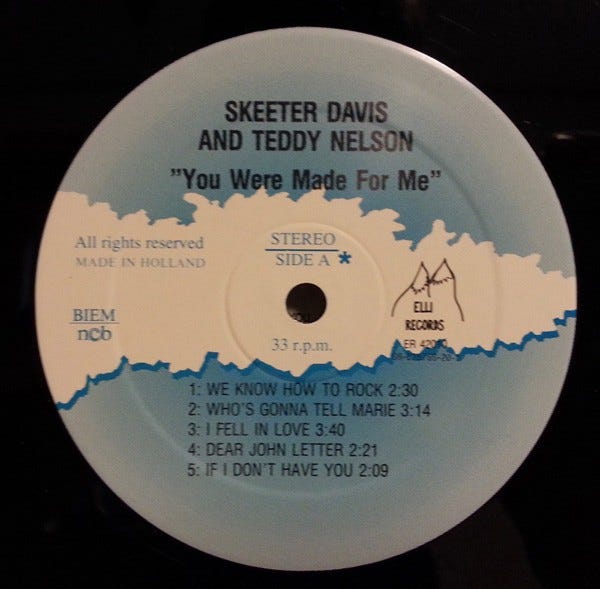 SKEETER DAVIS
AND TEDDY NELSON
"You Were Made For Me"
All rights reserved
MADE IN HOLLAND
STEREO
SIDE A *
BIEM
ncb
ELLI
RECORDS
33 r.p.m.
ER
1: WE KNOW HOW TO ROCK 2:30
2: WHO'S GONNA TELL MARIE 3:14
3: I FELL IN LOVE 3:40
4: DEAR JOHN LETTER 2:21
5: IF I DON'T HAVE YOU 2:09